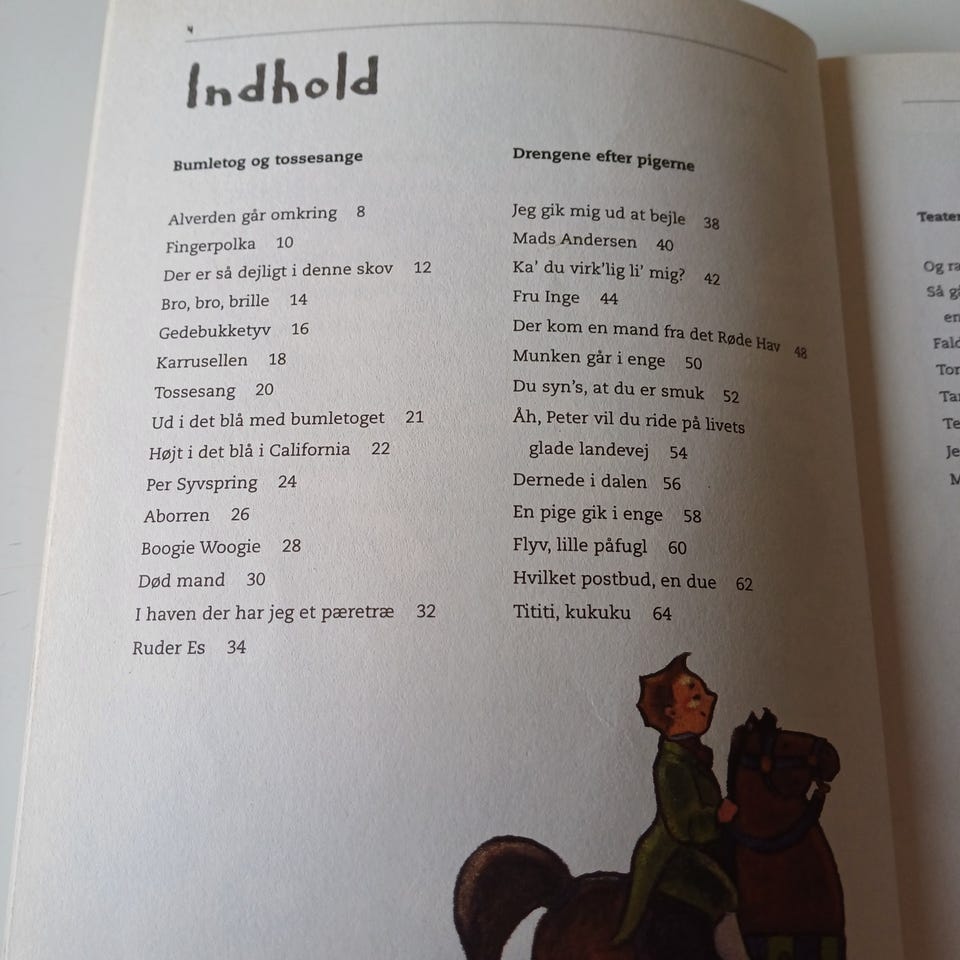 4
Indhold
Bumletog og tossesange
Alverden går omkring 8
Fingerpolka 10
Der er så dejligt i denne skov 12
Bro, bro, brille 14
Gedebukketyv 16
Karrusellen 18
Tossesang 20
Ud i det blå med bumletoget 21
Højt i det blå i California 22
Per Syvspring 24
Aborren 26
Boogie Woogie 28
Død mand 30
I haven der har jeg et pæretræ 32
Ruder Es 34
Drengene efter pigerne
Jeg gik mig ud at bejle 38
Mads Andersen 40
Ka' du virk'lig li' mig? 42
Fru Inge 44
Der kom en mand fra det Røde Hav 48
Munken går i enge 50
Du syn's, at du er smuk 52
Åh, Peter vil du ride på livets
glade landevej 54
Dernede i dalen 56
En pige gik i enge 58
Flyv, lille påfugl 60
Hvilket postbud, en due 62
Tititi, kukuku 64
Og
Så